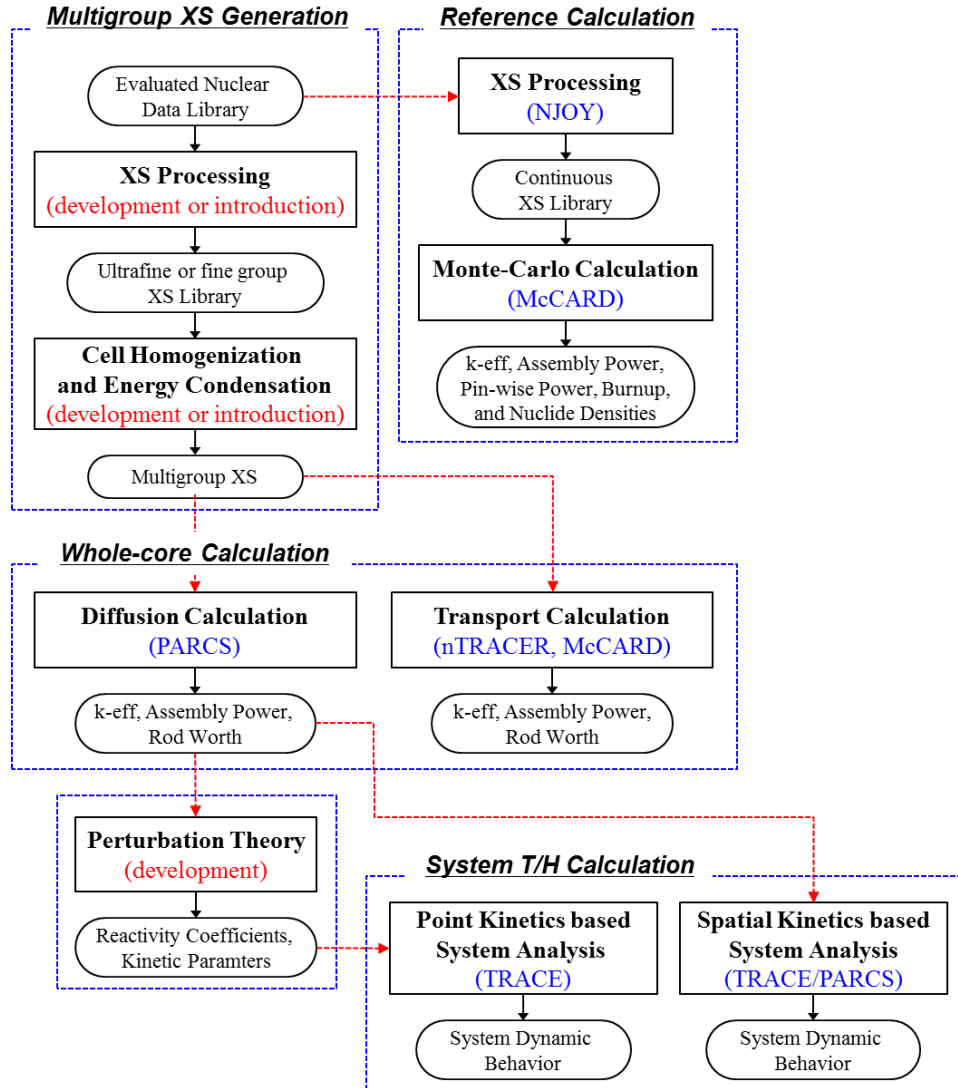 Multigroup XS Generation
Evaluated Nuclear
Data Library
XS Processing
(development or introduction)
Ultrafine or fine group
XS Library
Cell Homogenization
and Energy Condensation
(development or introduction)
Multigroup XS
Reference Calculation
XS Processing
(NJOY)
Continuous
XS Library
Monte-Carlo Calculation
(McCARD)
k-eff, Assembly Power,
Pin-wise Power, Burnup,
and Nuclide Densities
Whole-core Calculation
Diffusion Calculation
(PARCS)
k-eff, Assembly Power,
Rod Worth
Transport Calculation
(nTRACER, McCARD)
k-eff, Assembly Power,
Rod Worth
Perturbation Theory
(development)
Reactivity Coefficients,
Kinetic Paramters
System T/H Calculation
Point Kinetics based
System Analysis
(TRACE)
System Dynamic
Behavior
Spatial Kinetics based
System Analysis
(TRACE/PARCS)
System Dynamic
Behavior